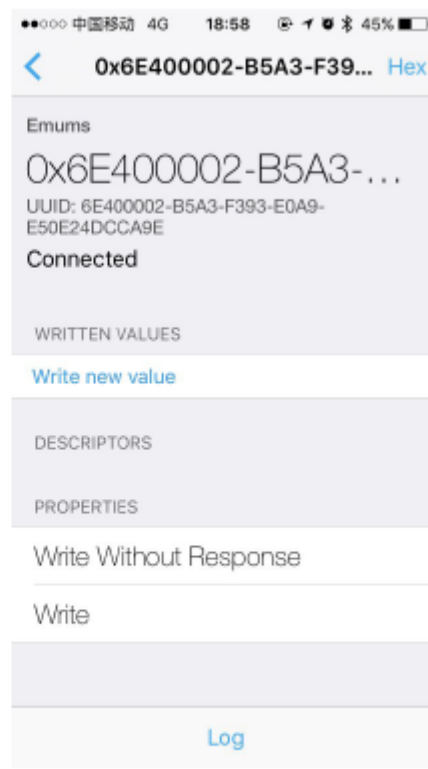 中国移动 4G 18:58 45%
0x6E400002-B5A3-F39... Hex
Emums
0x6E400002-B5A3-...
UUID: 6E400002-B5A3-F393-E0A9-
E50E24DCCA9E
Connected
WRITTEN VALUES
Write new value
DESCRIPTORS
PROPERTIES
Write Without Response
Write
Log